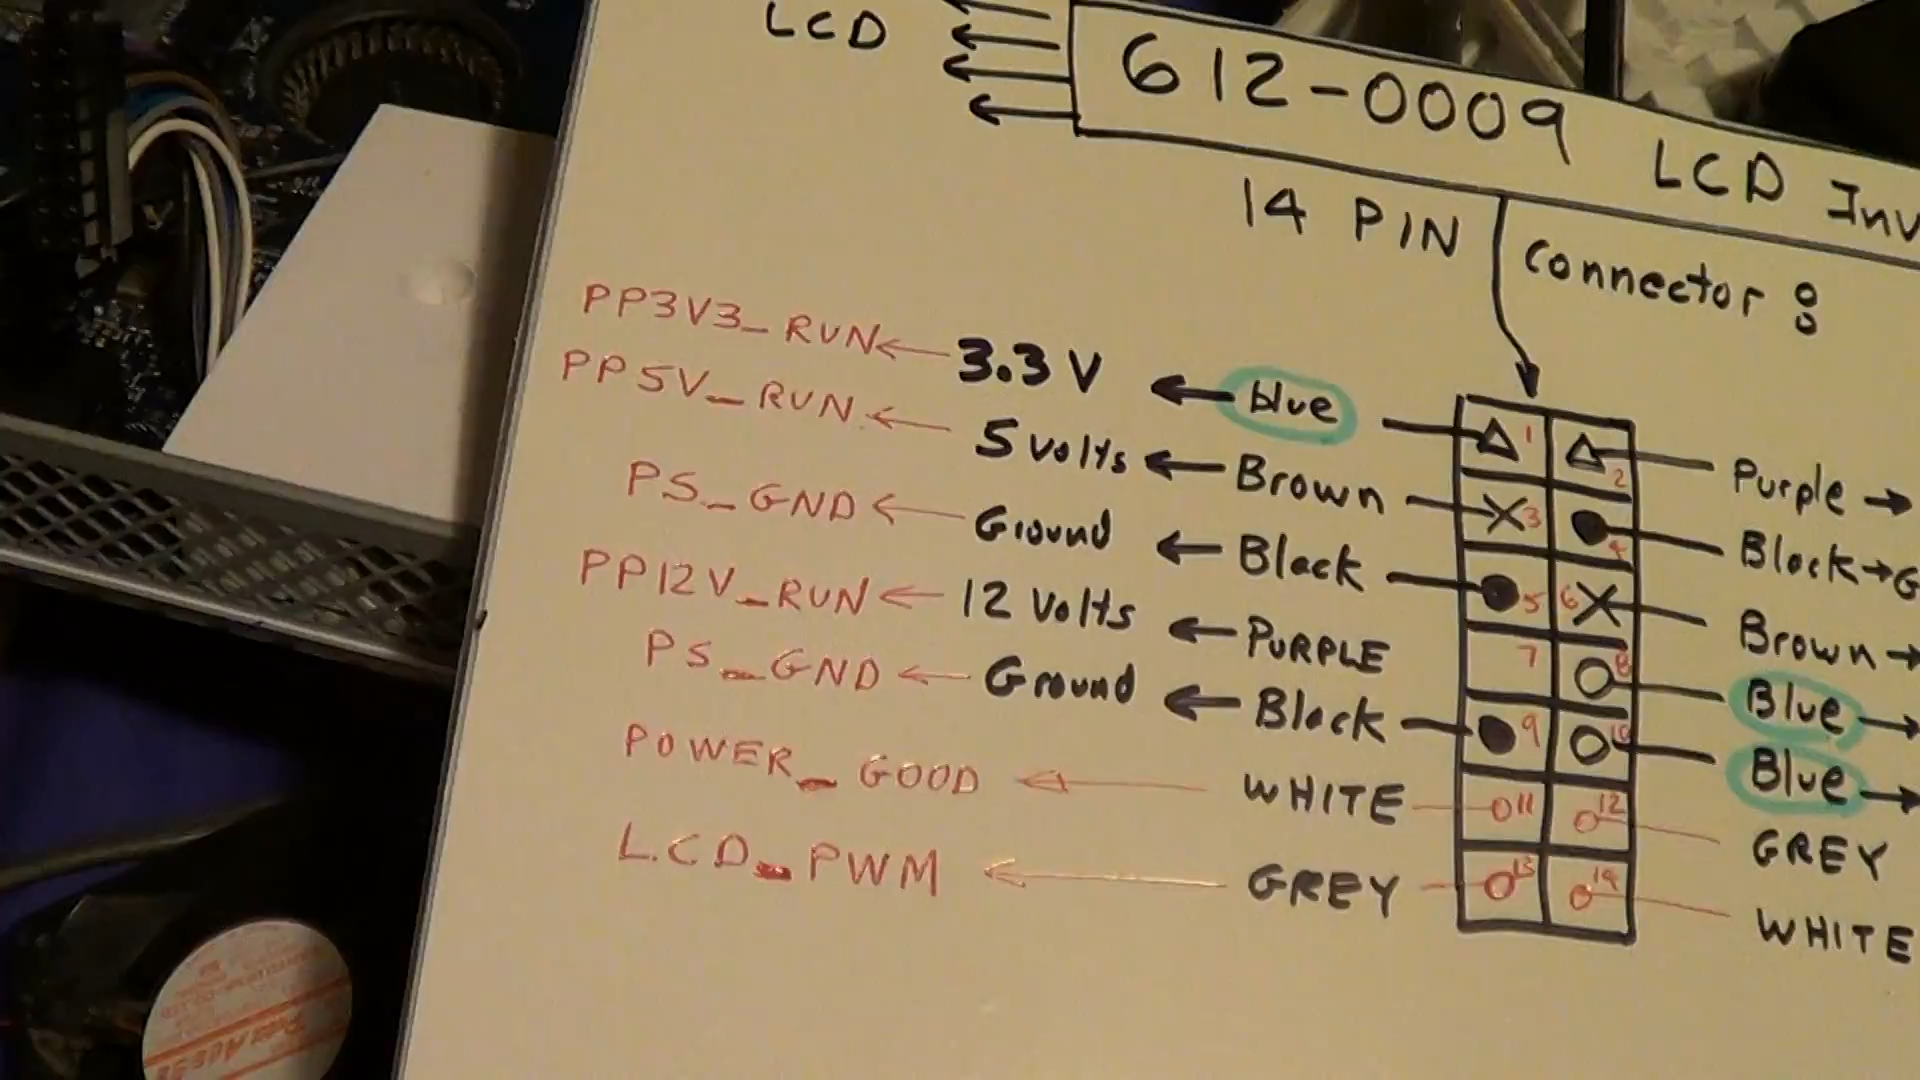 LCD
612-0009 LCD Inv
14 PIN connector:
PP3V3_RUN ← 3.3V ← blue 1 2 Purple →
PP5V_RUN ← 5 volts ← Brown 3 4 Black → G
PS_GND ← Ground ← Black 5 6 Brown →
PP12V_RUN ← 12 Volts ← PURPLE 7 8 Blue →
PS_GND ← Ground ← Black 9 10 Blue →
POWER_GOOD ← WHITE 11 12 GREY
LCD_PWM ← GREY 13 14 WHITE